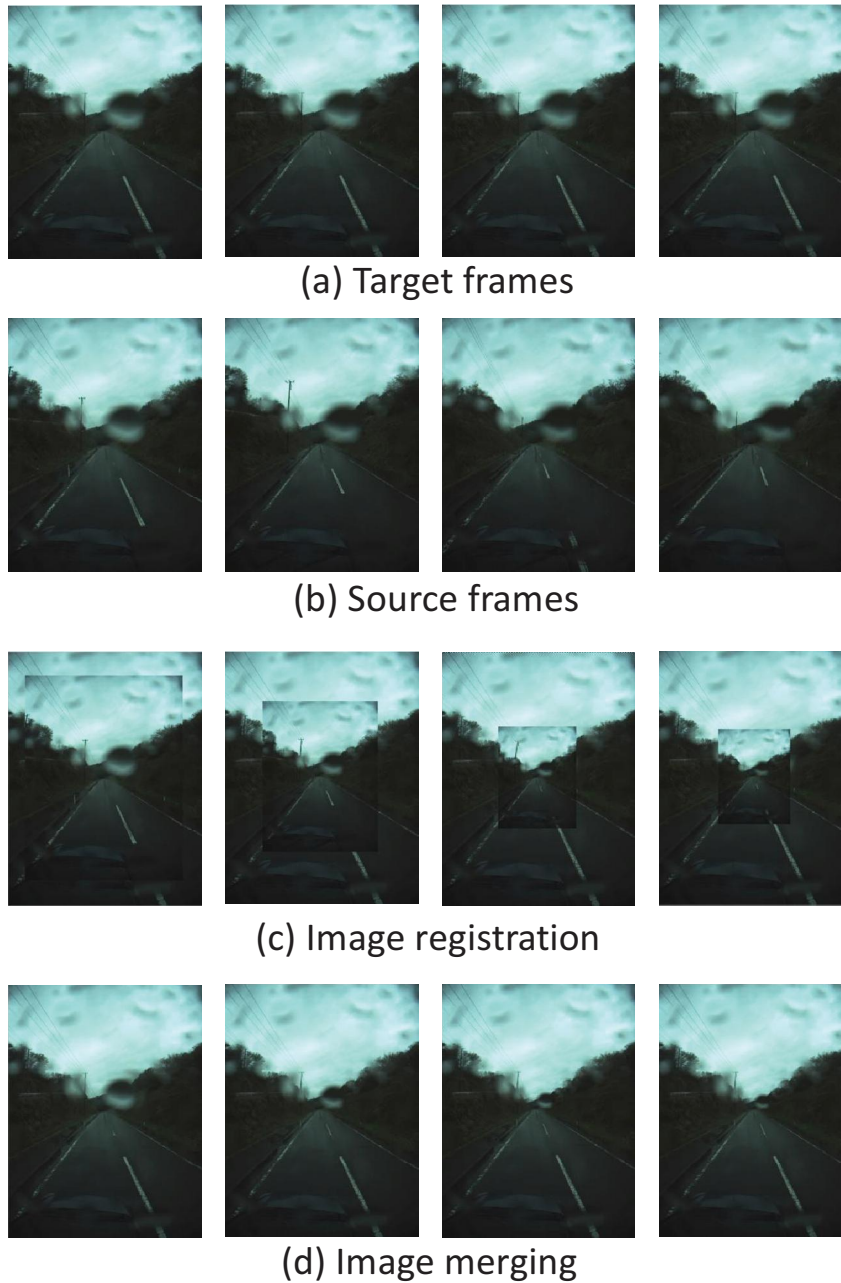 (a) Target frames
(b) Source frames
(c) Image registration
(d) Image merging